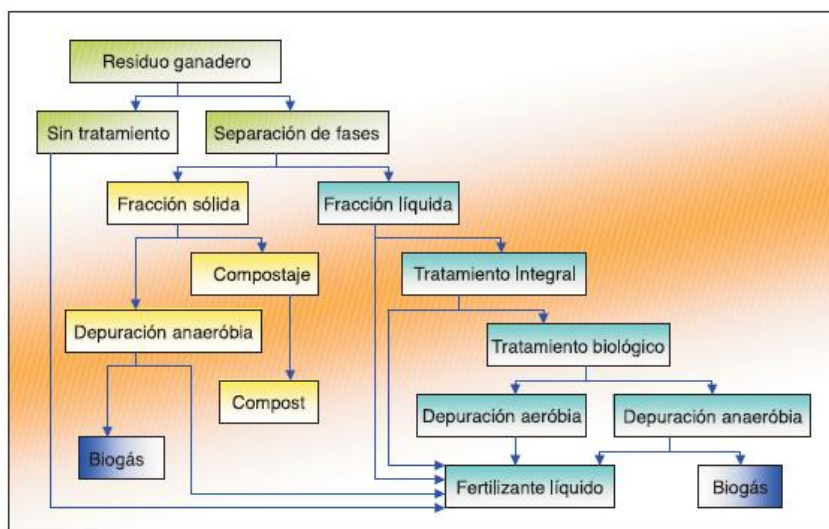 Residuo ganadero
Sin tratamiento
Separación de fases
Fracción sólida
Fracción líquida
Compostaje
Tratamiento Integral
Depuración anaeróbia
Tratamiento biológico
Compost
Depuración aeróbia
Depuración anaeróbia
Biogás
Fertilizante líquido
Biogás